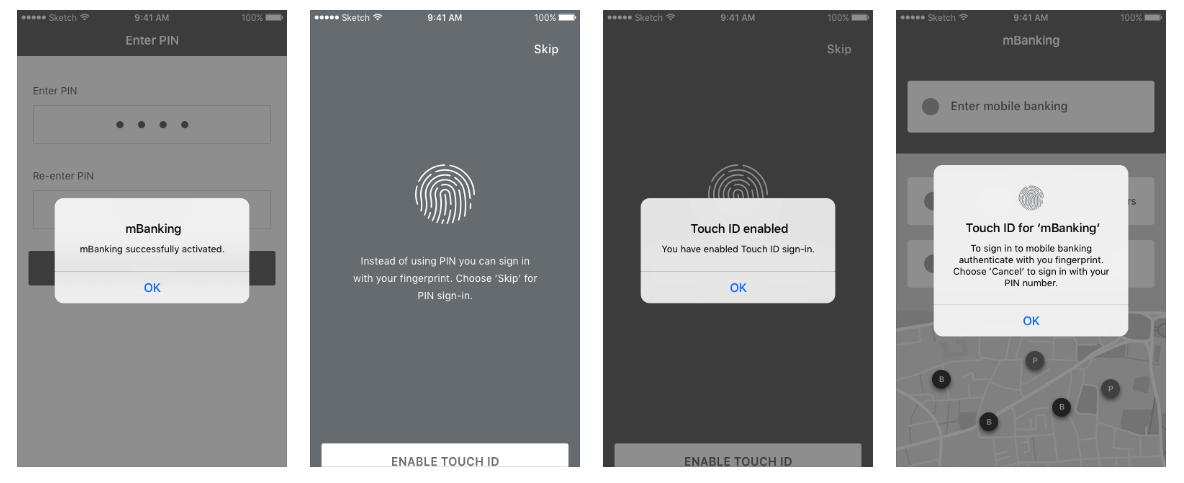 Sketch
9:41 AM
100%
Enter PIN
Enter PIN
Re-enter PIN
mBanking
mBanking successfully activated.
OK
Sketch
9:41 AM
100%
Skip
Instead of using PIN you can sign in
with your fingerprint. Choose ‘Skip’ for
PIN sign-in.
ENABLE TOUCH ID
Sketch
9:41 AM
100%
Skip
Touch ID enabled
You have enabled Touch ID sign-in.
OK
ENABLE TOUCH ID
Sketch
9:41 AM
100%
mBanking
Enter mobile banking
rs
Touch ID for ‘mBanking’
To sign in to mobile banking
authenticate with you fingerprint.
Choose ‘Cancel’ to sign in with your
PIN number.
OK
P
B
P
B
B